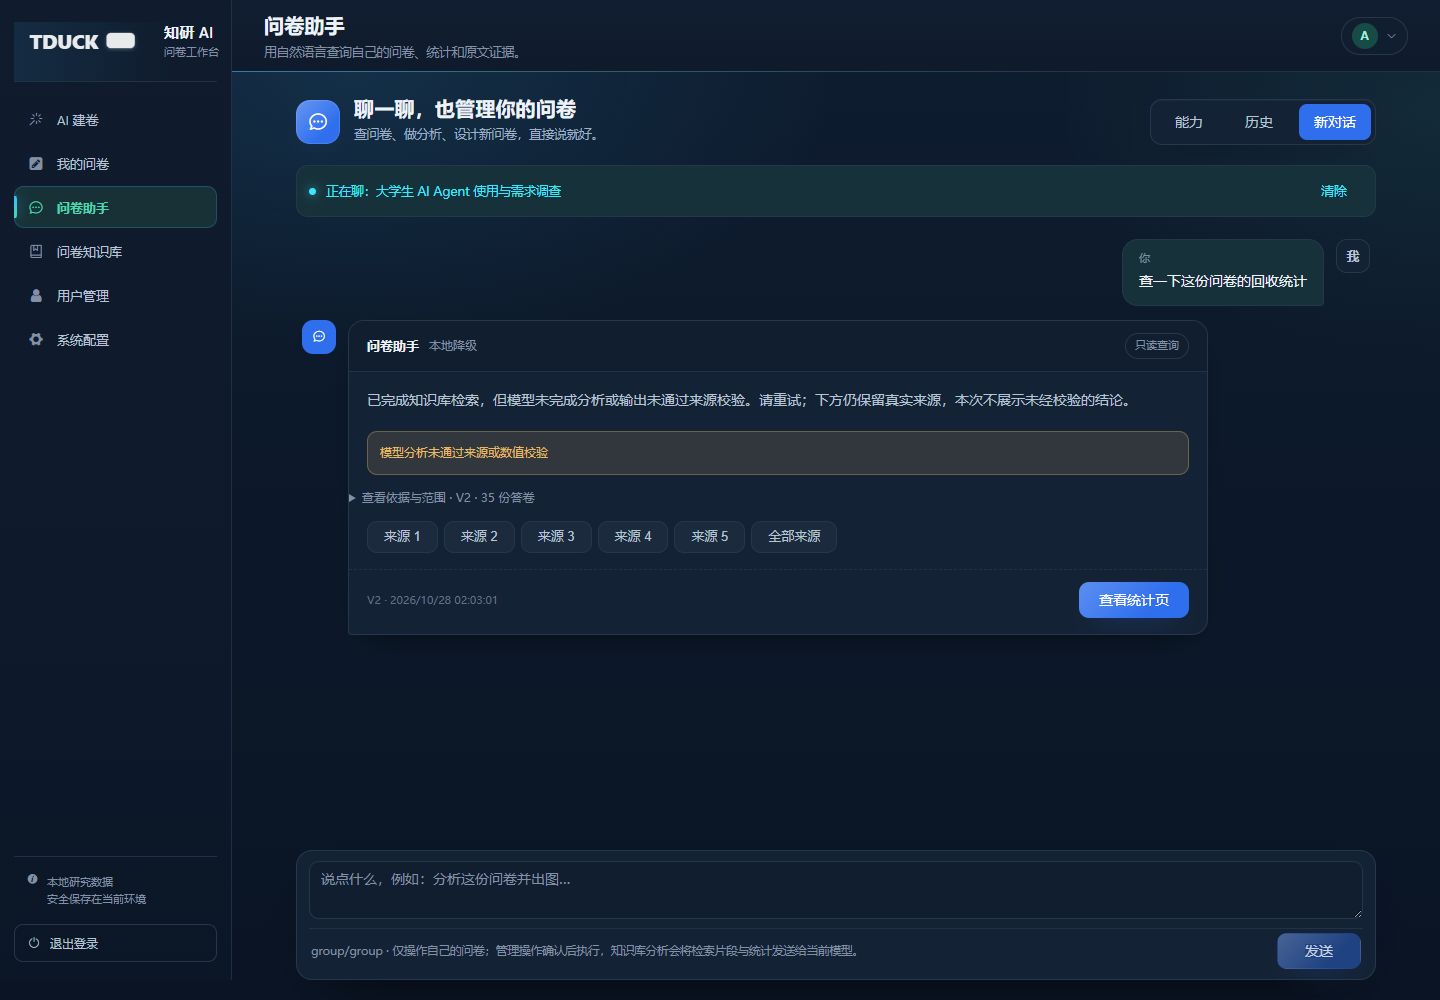 TDUCK
知研 AI
问卷工作台
AI 建卷
我的问卷
问卷助手
问卷知识库
用户管理
系统配置
本地研究数据
安全保存在当前环境
退出登录
问卷助手
用自然语言查询自己的问卷、统计和原文证据。
A
聊一聊，也管理你的问卷
查问卷、做分析、设计新问卷，直接说就好。
能力
历史
新对话
正在聊：大学生 AI Agent 使用与需求调查
清除
你
查一下这份问卷的回收统计
我
问卷助手 本地降级
只读查询
已完成知识库检索，但模型未完成分析或输出未通过来源校验。请重试；下方仍保留真实来源，本次不展示未经校验的结论。
模型分析未通过来源或数值校验
查看依据与范围 · V2 · 35 份答卷
来源 1
来源 2
来源 3
来源 4
来源 5
全部来源
V2 · 2026/10/28 02:03:01
查看统计页
说点什么，例如：分析这份问卷并出图...
group/group · 仅操作自己的问卷；管理操作确认后执行，知识库分析会将检索片段与统计发送给当前模型。
发送